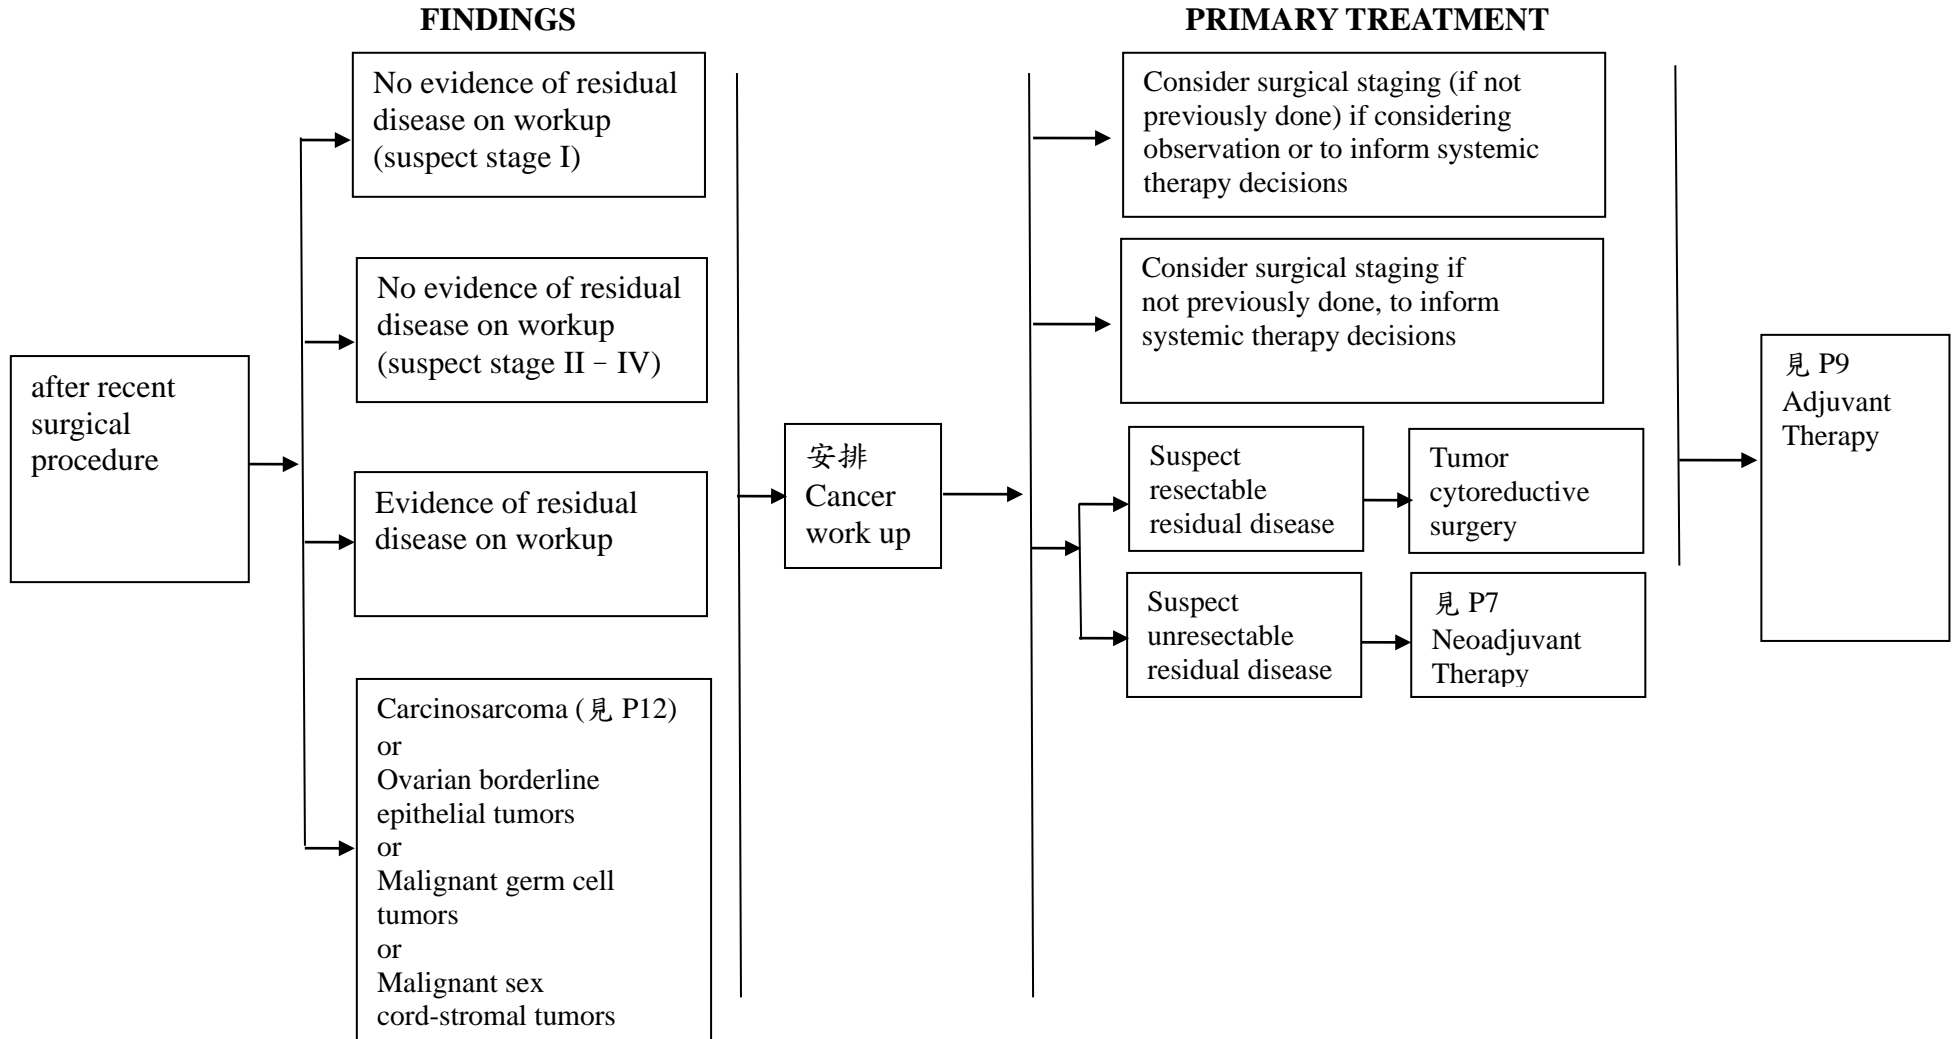 FINDINGS
PRIMARY TREATMENT
after recent
surgical
procedure
No evidence of residual
disease on workup
(suspect stage I)
No evidence of residual
disease on workup
(suspect stage II – IV)
Evidence of residual
disease on workup
Carcinosarcoma (見 P12)
or
Ovarian borderline
epithelial tumors
or
Malignant germ cell
tumors
or
Malignant sex
cord-stromal tumors
安排
Cancer
work up
Consider surgical staging (if not
previously done) if considering
observation or to inform systemic
therapy decisions
Consider surgical staging if
not previously done, to inform
systemic therapy decisions
Suspect
resectable
residual disease
Tumor
cytoreductive
surgery
Suspect
unresectable
residual disease
見 P7
Neoadjuvant
Therapy
見 P9
Adjuvant
Therapy